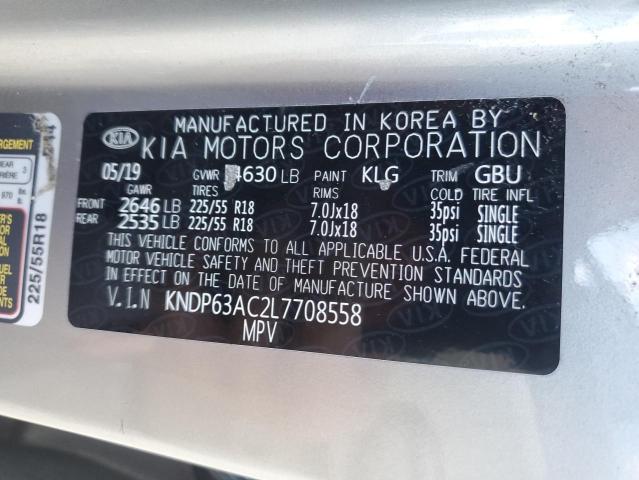 MANUFACTURED IN KOREA BY
KIA KIA MOTORS CORPORATION
05/19 GVWR 4630 LB PAINT KLG TRIM GBU
GAWR TIRES RIMS COLD TIRE INFL
FRONT 2646 LB 225/55 R18 7.0Jx18 35psi SINGLE
REAR 2535 LB 225/55 R18 7.0Jx18 35psi SINGLE
THIS VEHICLE CONFORMS TO ALL APPLICABLE U.S.A. FEDERAL
MOTOR VEHICLE SAFETY AND THEFT PREVENTION STANDARDS
IN EFFECT ON THE DATE OF MANUFACTURE SHOWN ABOVE.
V.I.N KNDP63AC2L7708558
MPV
225/55R18
3
970